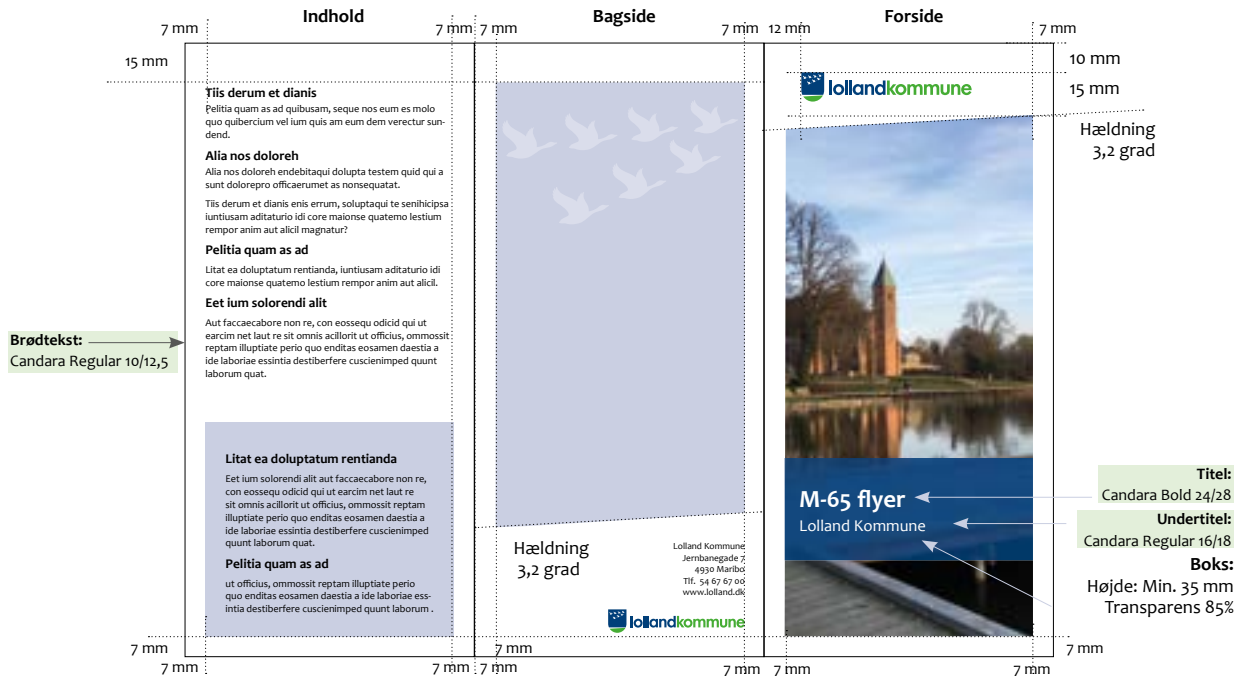 Indhold
Bagside
Forside
7 mm
7 mm
7 mm
12 mm
7 mm
15 mm
10 mm
15 mm
Hældning
3,2 grad
Tiis derum et dianis
Pelitia quam as ad quibusam, seque nos eum es molo
quo quibercium vel ium quis am eum dem verectur sun-
dend.
Alia nos doloreh
Alia nos doloreh endebitaqui dolupta testem quid qui a
sunt dolorepro officaerumet as nonsequatat.
Tiis derum et dianis enis errum, soluptaqui te senihicipsa
iuntiusam aditaturio idi core maionse quatemo lestium
rempor anim aut alicil magnatur?
Pelitia quam as ad
Litat ea doluptatum rentianda, iuntiusam aditaturio idi
core maionse quatemo lestium rempor anim aut alicil.
Eet ium solorendi alit
Aut faccaecabore non re, con eossequ odicid qui ut
earcim net laut re sit omnis acillorit ut officius, ommossit
reptam illuptiate perio quo enditas eosamen daestia a
ide laboriae essintia destiberfere cuscienimped quunt
laborum quat.
Brødtekst:
Candara Regular 10/12,5
Litat ea doluptatum rentianda
Eet ium solorendi alit aut faccaecabore non re,
con eossequ odicid qui ut earcim net laut re
sit omnis acillorit ut officius, ommossit reptam
illuptiate perio quo enditas eosamen daestia a
ide laboriae essintia destiberfere cuscienimped
quunt laborum quat.
Pelitia quam as ad
ut officius, ommossit reptam illuptiate perio
quo enditas eosamen daestia a ide laboriae ess-
intia destiberfere cuscienimped quunt laborum .
Hældning
3,2 grad
Lolland Kommune
Jernbanegade 7
4930 Maribo
Tlf. 54 67 67 00
www.lolland.dk
lollandkommune
lollandkommune
M-65 flyer
Lolland Kommune
Titel:
Candara Bold 24/28
Undertitel:
Candara Regular 16/18
Boks:
Højde: Min. 35 mm
Transparens 85%
7 mm
7 mm
7 mm
7 mm
7 mm
7 mm
7 mm
7 mm